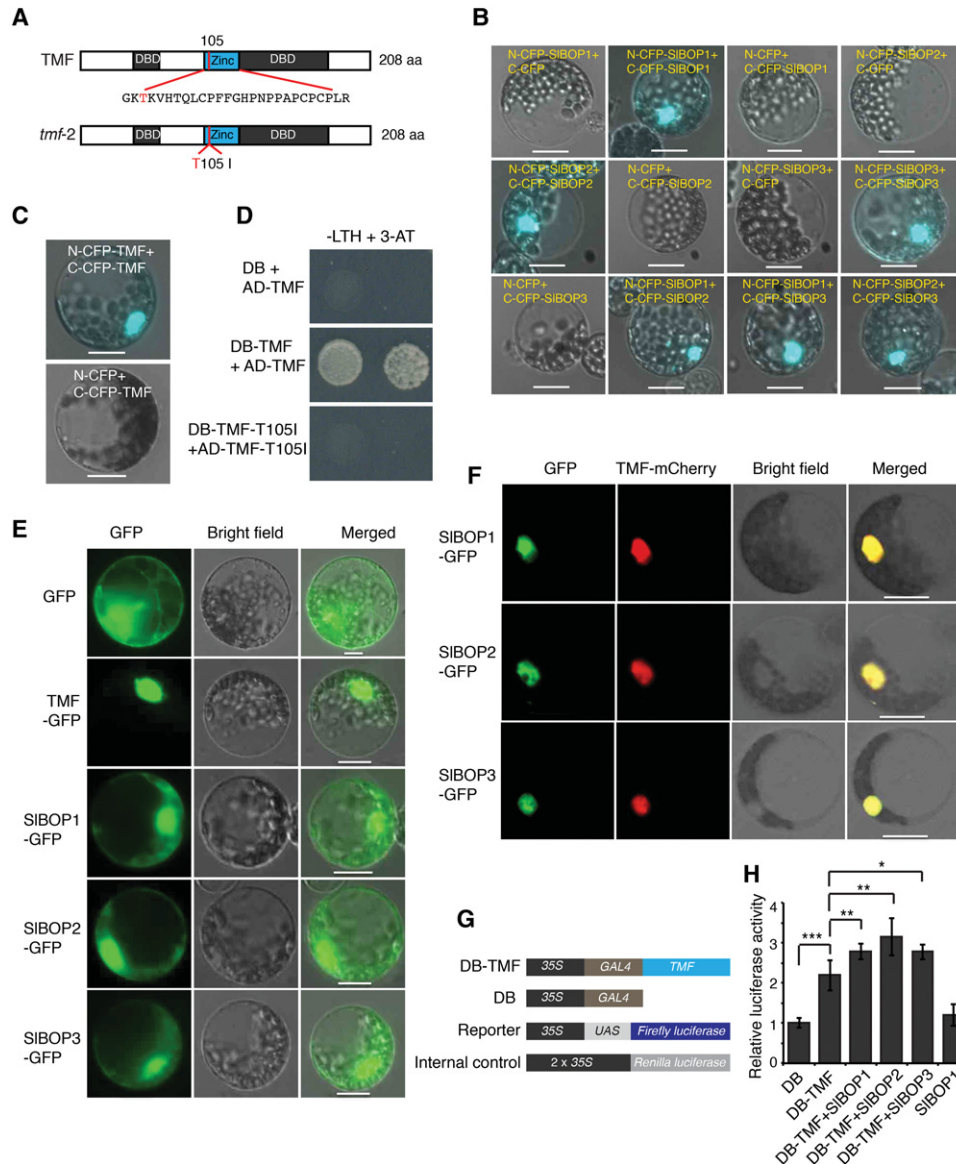 A
105
TMF
DBD
Zinc
DBD
208 aa
GKTKVHTQLCPFFGHPNPPAPCPCPLR
tmf-2
DBD
Zinc
DBD
208 aa
T105 I
B
N-CFP-SlBOP1+
C-CFP
N-CFP-SlBOP1+
C-CFP-SlBOP1
N-CFP+
C-CFP-SlBOP1
N-CFP-SlBOP2+
C-CFP
N-CFP-SlBOP2+
C-CFP-SlBOP2
N-CFP+
C-CFP-SlBOP2
N-CFP-SlBOP3+
C-CFP
N-CFP-SlBOP3+
C-CFP-SlBOP3
N-CFP+
C-CFP-SlBOP3
N-CFP-SlBOP1+
C-CFP-SlBOP2
N-CFP-SlBOP1+
C-CFP-SlBOP3
N-CFP-SlBOP2+
C-CFP-SlBOP3
C
N-CFP-TMF+
C-CFP-TMF
N-CFP+
C-CFP-TMF
D
-LTH + 3-AT
DB +
AD-TMF
DB-TMF
+ AD-TMF
DB-TMF-T105I
+AD-TMF-T105I
E
GFP
Bright field
Merged
GFP
TMF
-GFP
SlBOP1
-GFP
SlBOP2
-GFP
SlBOP3
-GFP
F
GFP
TMF-mCherry
Bright field
Merged
SlBOP1
-GFP
SlBOP2
-GFP
SlBOP3
-GFP
G
DB-TMF
35S
GAL4
TMF
DB
35S
GAL4
Reporter
35S
UAS
Firefly luciferase
Internal control
2 x 35S
Renilla luciferase
H
Relative luciferase activity
4
3
2
1
0
***
**
**
*
DB
DB-TMF
DB-TMF+SlBOP1
DB-TMF+SlBOP2
DB-TMF+SlBOP3
SlBOP1